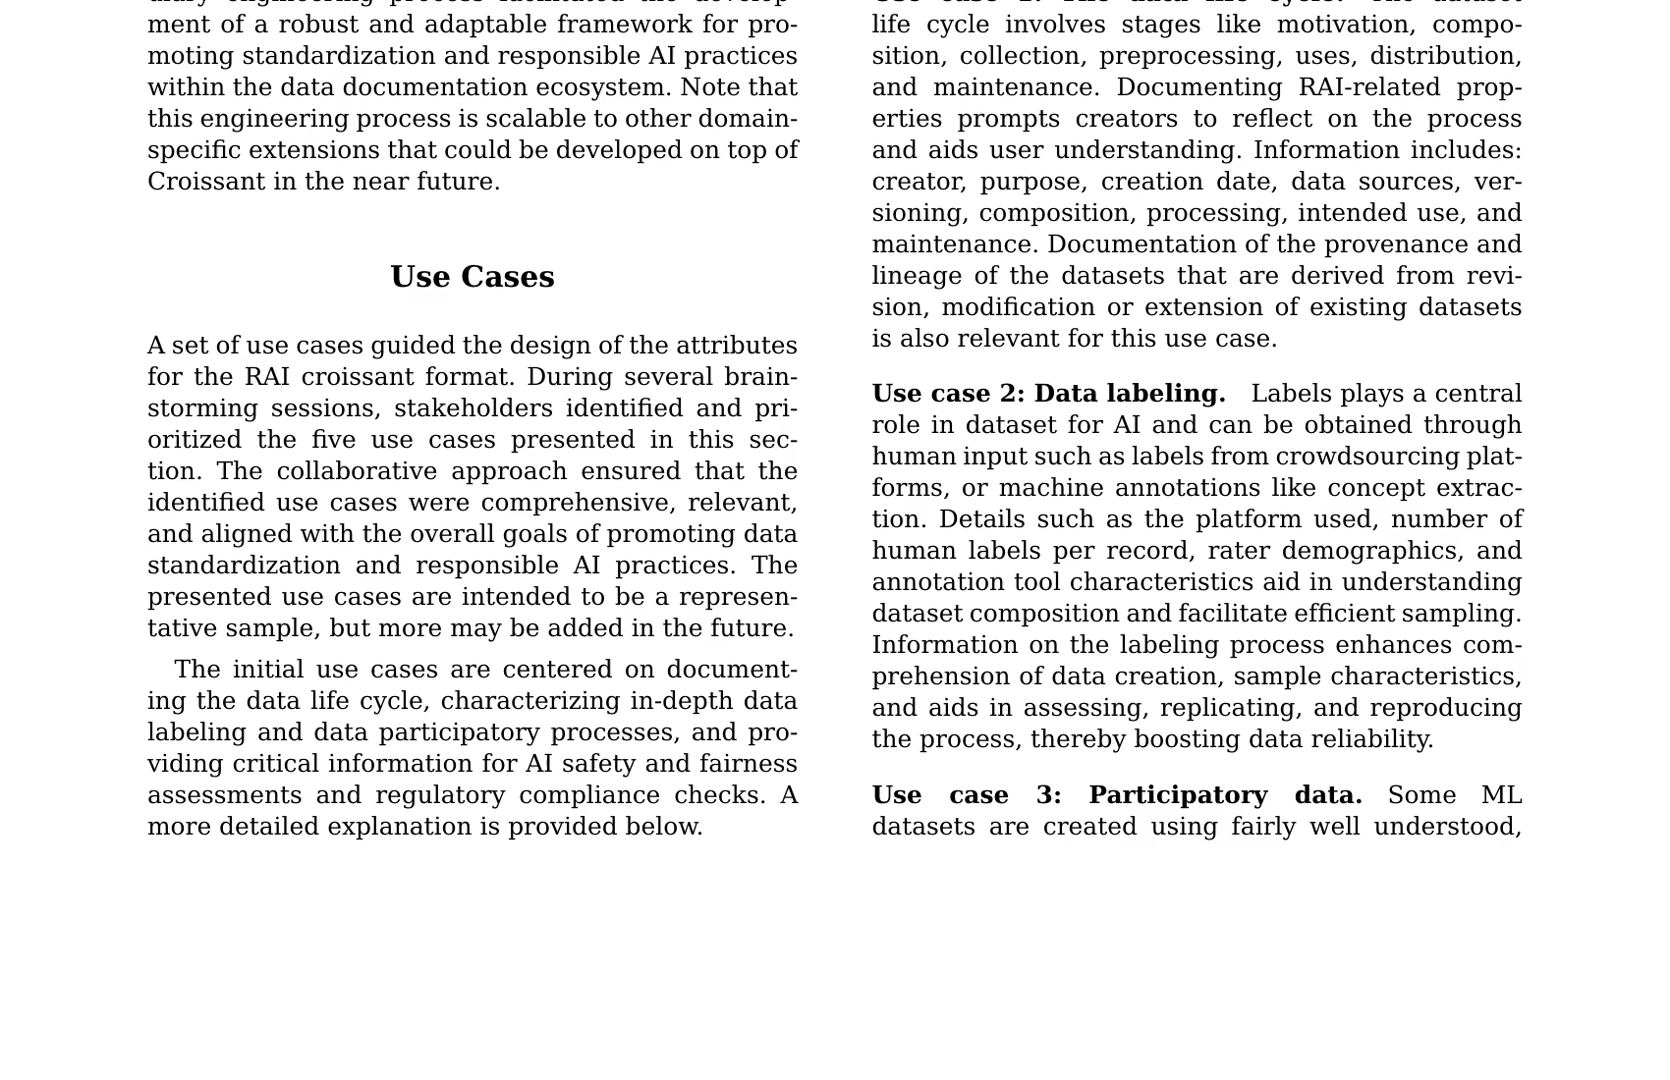 ment of a robust and adaptable framework for pro-
moting standardization and responsible AI practices
within the data documentation ecosystem. Note that
this engineering process is scalable to other domain-
specific extensions that could be developed on top of
Croissant in the near future.
Use Cases
A set of use cases guided the design of the attributes
for the RAI croissant format. During several brain-
storming sessions, stakeholders identified and pri-
oritized the five use cases presented in this sec-
tion. The collaborative approach ensured that the
identified use cases were comprehensive, relevant,
and aligned with the overall goals of promoting data
standardization and responsible AI practices. The
presented use cases are intended to be a represen-
tative sample, but more may be added in the future.
The initial use cases are centered on document-
ing the data life cycle, characterizing in-depth data
labeling and data participatory processes, and pro-
viding critical information for AI safety and fairness
assessments and regulatory compliance checks. A
more detailed explanation is provided below.
life cycle involves stages like motivation, compo-
sition, collection, preprocessing, uses, distribution,
and maintenance. Documenting RAI-related prop-
erties prompts creators to reflect on the process
and aids user understanding. Information includes:
creator, purpose, creation date, data sources, ver-
sioning, composition, processing, intended use, and
maintenance. Documentation of the provenance and
lineage of the datasets that are derived from revi-
sion, modification or extension of existing datasets
is also relevant for this use case.
Use case 2: Data labeling. Labels plays a central
role in dataset for AI and can be obtained through
human input such as labels from crowdsourcing plat-
forms, or machine annotations like concept extrac-
tion. Details such as the platform used, number of
human labels per record, rater demographics, and
annotation tool characteristics aid in understanding
dataset composition and facilitate efficient sampling.
Information on the labeling process enhances com-
prehension of data creation, sample characteristics,
and aids in assessing, replicating, and reproducing
the process, thereby boosting data reliability.
Use case 3: Participatory data. Some ML
datasets are created using fairly well understood,